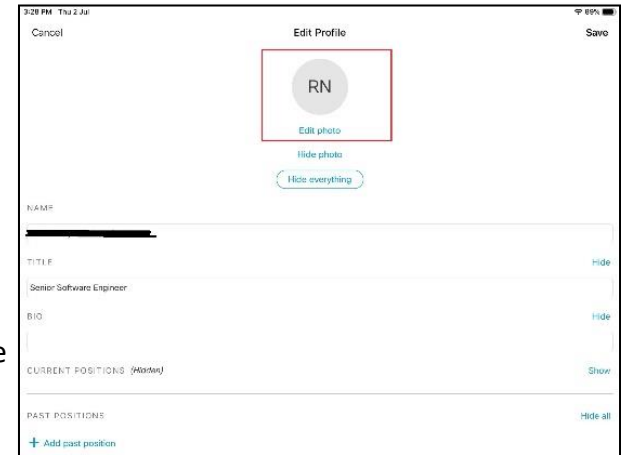 3:28 PM Thu 2 Jul 89%
Cancel Edit Profile Save
RN
Edit photo
Hide photo
Hide everything
NAME
TITLE Hide
Senior Software Engineer
BIO Hide
e
CURRENT POSITIONS (Hidden) Show
PAST POSITIONS Hide all
+ Add past position